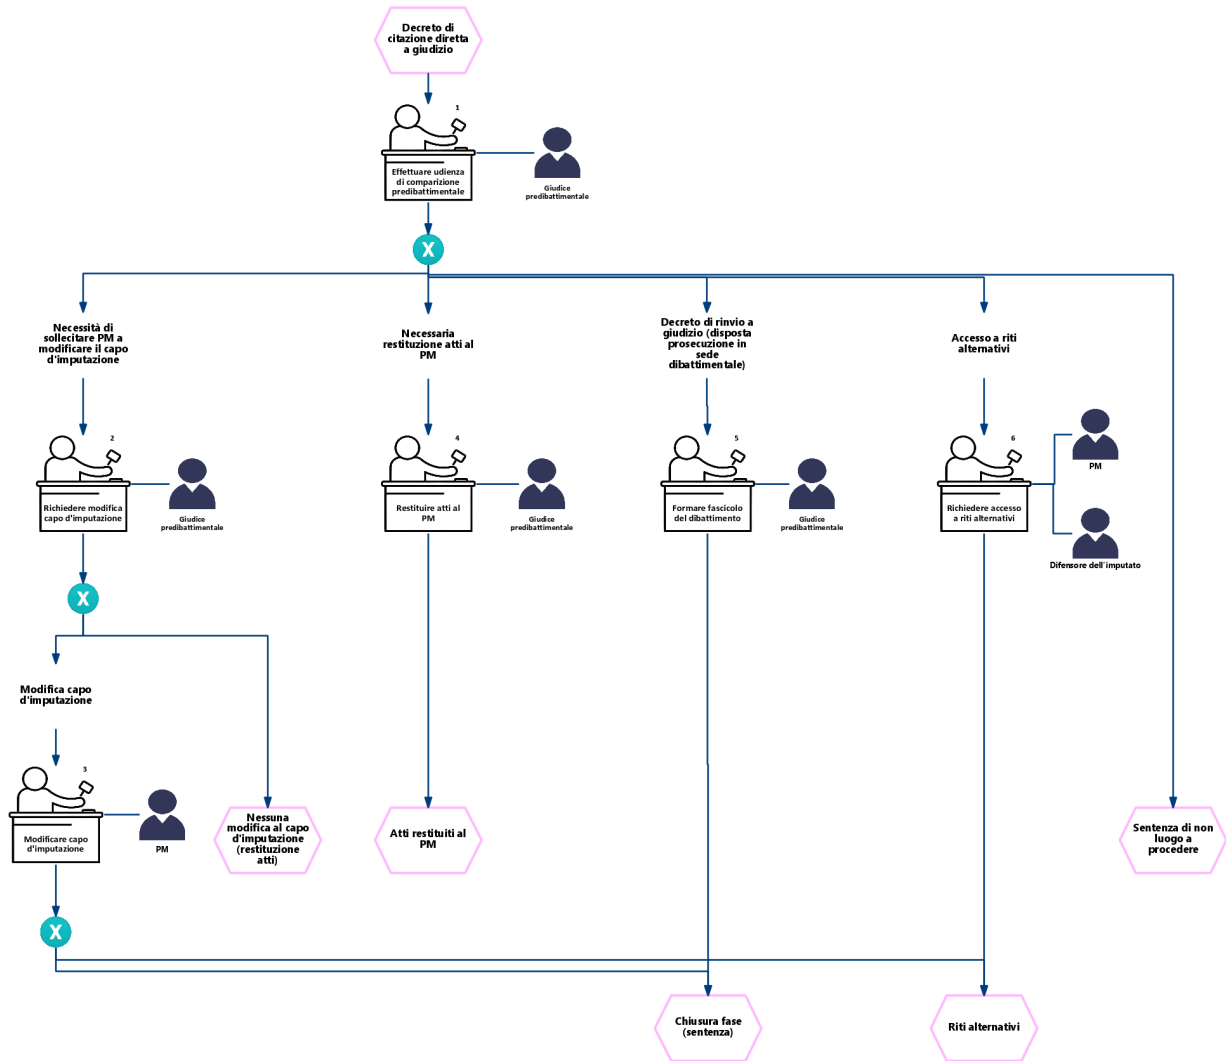 Decreto di
citazione diretta
a giudizio
1
Effettuare udienza
di comparizione
predibattimentale
Giudice
predibattimentale
X
Necessità di
sollecitare PM a
modificare il capo
d'imputazione
Necessaria
restituzione atti al
PM
Decreto di rinvio a
giudizio (disposta
prosecuzione in
sede
dibattimentale)
Accesso a riti
alternativi
2
Richiedere modifica
capo d'imputazione
Giudice
predibattimentale
4
Restituire atti al
PM
Giudice
predibattimentale
5
Formare fascicolo
del dibattimento
Giudice
predibattimentale
6
Richiedere accesso
a riti alternativi
PM
Difensore dell'imputato
X
Modifica capo
d'imputazione
3
Modificare capo
d'imputazione
PM
Nessuna
modifica al capo
d'imputazione
(restituzione
atti)
Atti restituiti al
PM
Sentenza di non
luogo a
procedere
X
Chiusura fase
(sentenza)
Riti alternativi